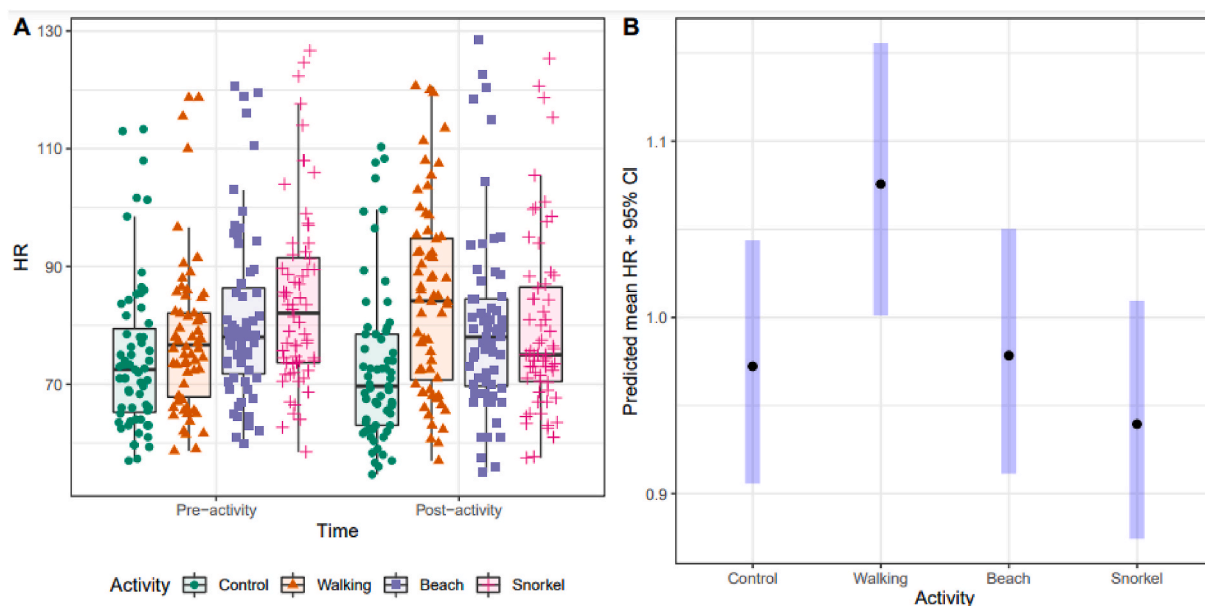 A
HR
130
110
90
70
Pre-activity Post-activity
Time
Activity Control Walking Beach Snorkel
B
Predicted mean HR + 95% CI
1.10
1.0
0.9
Control Walking Beach Snorkel
Activity